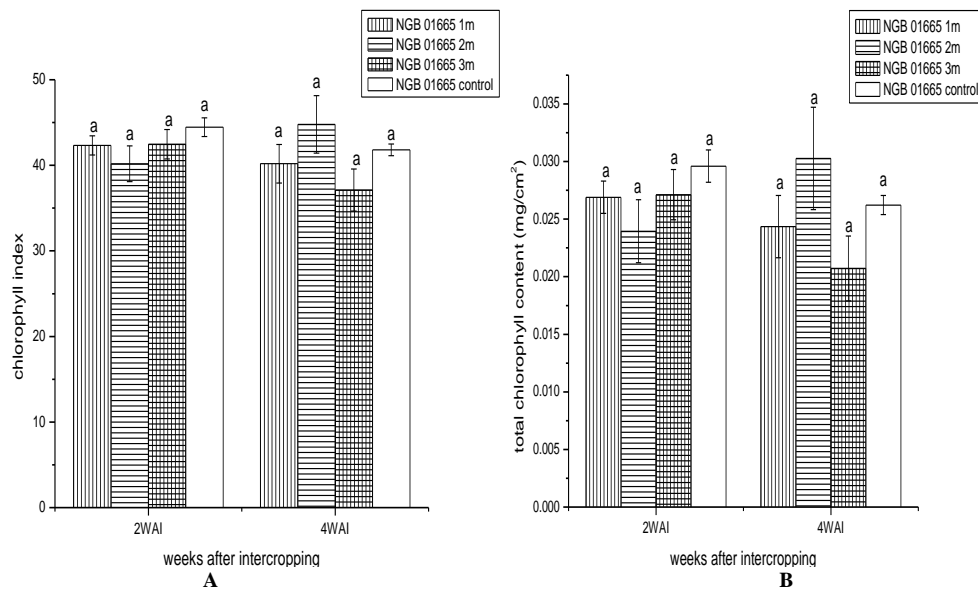 NGB 01665 1m
NGB 01665 2m
NGB 01665 3m
NGB 01665 control
50
40
30
20
10
0
chlorophyll index
a
a
a
a
a
a
a
a
2WAI
4WAI
weeks after intercropping
A
NGB 01665 1m
NGB 01665 2m
NGB 01665 3m
NGB 01665 control
0.035
0.030
0.025
0.020
0.015
0.010
0.005
0.000
total chlorophyll content (mg/cm²)
a
a
a
a
a
a
a
a
2WAI
4WAI
weeks after intercropping
B